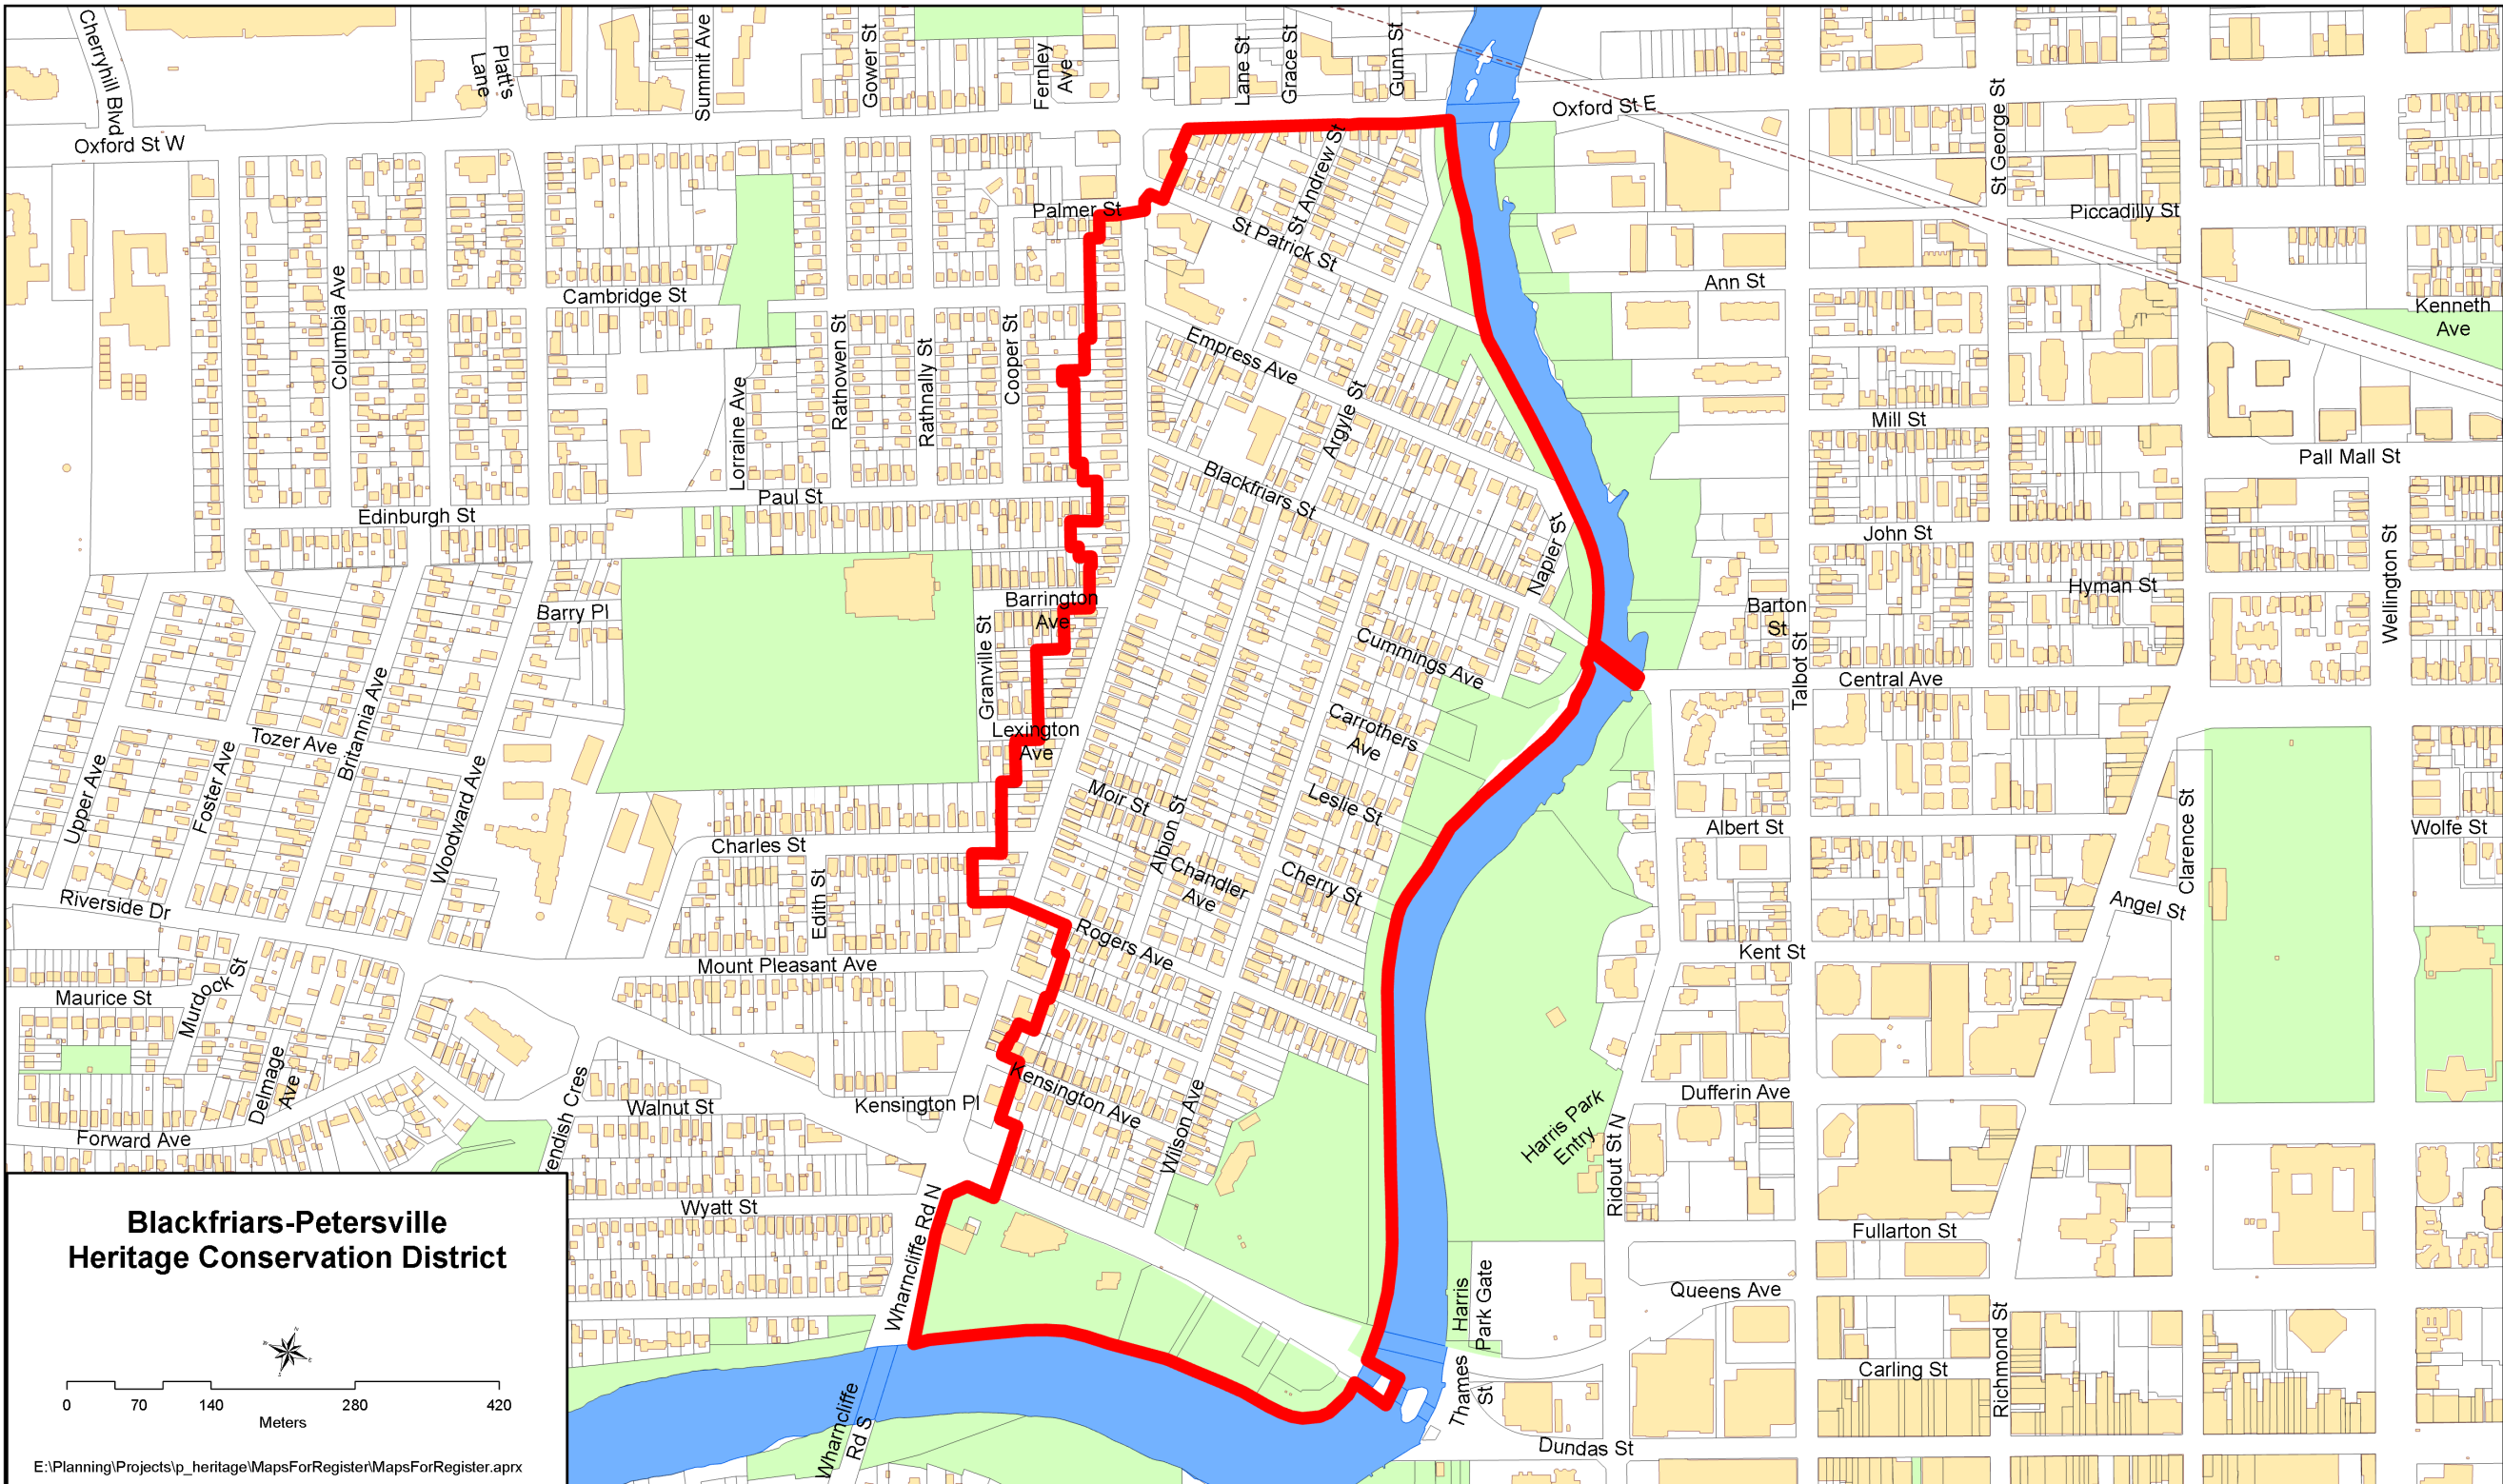 Cherryhill Blvd
Platt's
Lane
Summit Ave
Gower St
Fernley
Ave
Lane St
Grace St
Gunn St
Oxford St W
Oxford St E
St George St
St Andrew St
Palmer St
St Patrick St
Piccadilly St
Ann St
Cambridge St
Columbia Ave
Kenneth
Ave
Rathowen St
Rathnally St
Cooper St
Empress Ave
Lorraine Ave
Argyle St
Mill St
Pall Mall St
Blackfriars St
Paul St
Edinburgh St
Napier St
John St
Wellington St
Hyman St
Barrington
Ave
Barry Pl
Barton
St
Granville St
Cummings Ave
Talbot St
Central Ave
Britannia Ave
Lexington
Ave
Carrothers
Ave
Tozer Ave
Upper Ave
Foster Ave
Woodward Ave
Moir St
Albion St
Leslie St
Albert St
Clarence St
Wolfe St
Charles St
Chandler
Ave
Cherry St
Edith St
Riverside Dr
Angel St
Rogers Ave
Kent St
Mount Pleasant Ave
Maurice St
Murdock St
Delmage
Ave
Kensington Ave
Walnut St
Kensington Pl
Dufferin Ave
Harris Park
Entry
Wilson Ave
Ridout St N
Forward Ave
vendish Cres
Wyatt St
Wharncliffe Rd N
Fullarton St
Queens Ave
Harris
Park Gate
Richmond St
Carling St
Thames
St
Wharncliffe
Rd S
Dundas St
Blackfriars-Petersville
Heritage Conservation District
0 70 140 280 420
Meters
E:\Planning\Projects\p_heritage\MapsForRegister\MapsForRegister.aprx